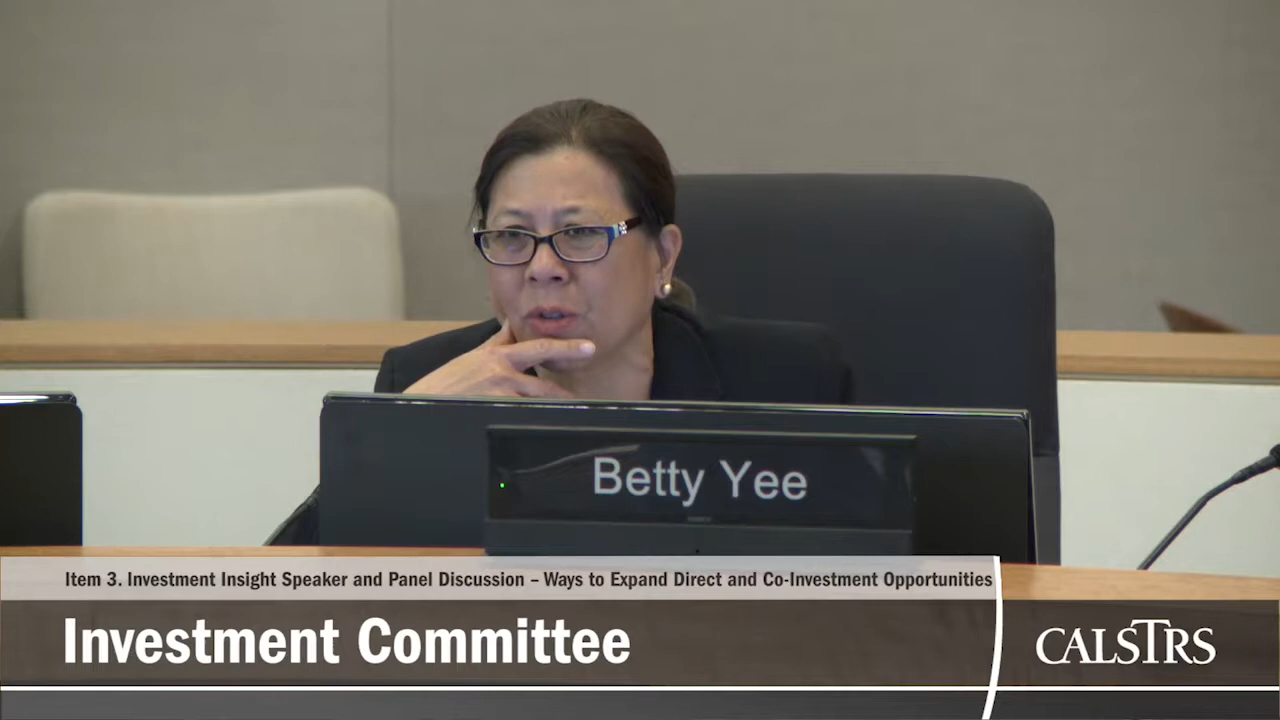 Betty Yee
Item 3. Investment Insight Speaker and Panel Discussion – Ways to Expand Direct and Co-Investment Opportunities
Investment Committee
CALSTRS